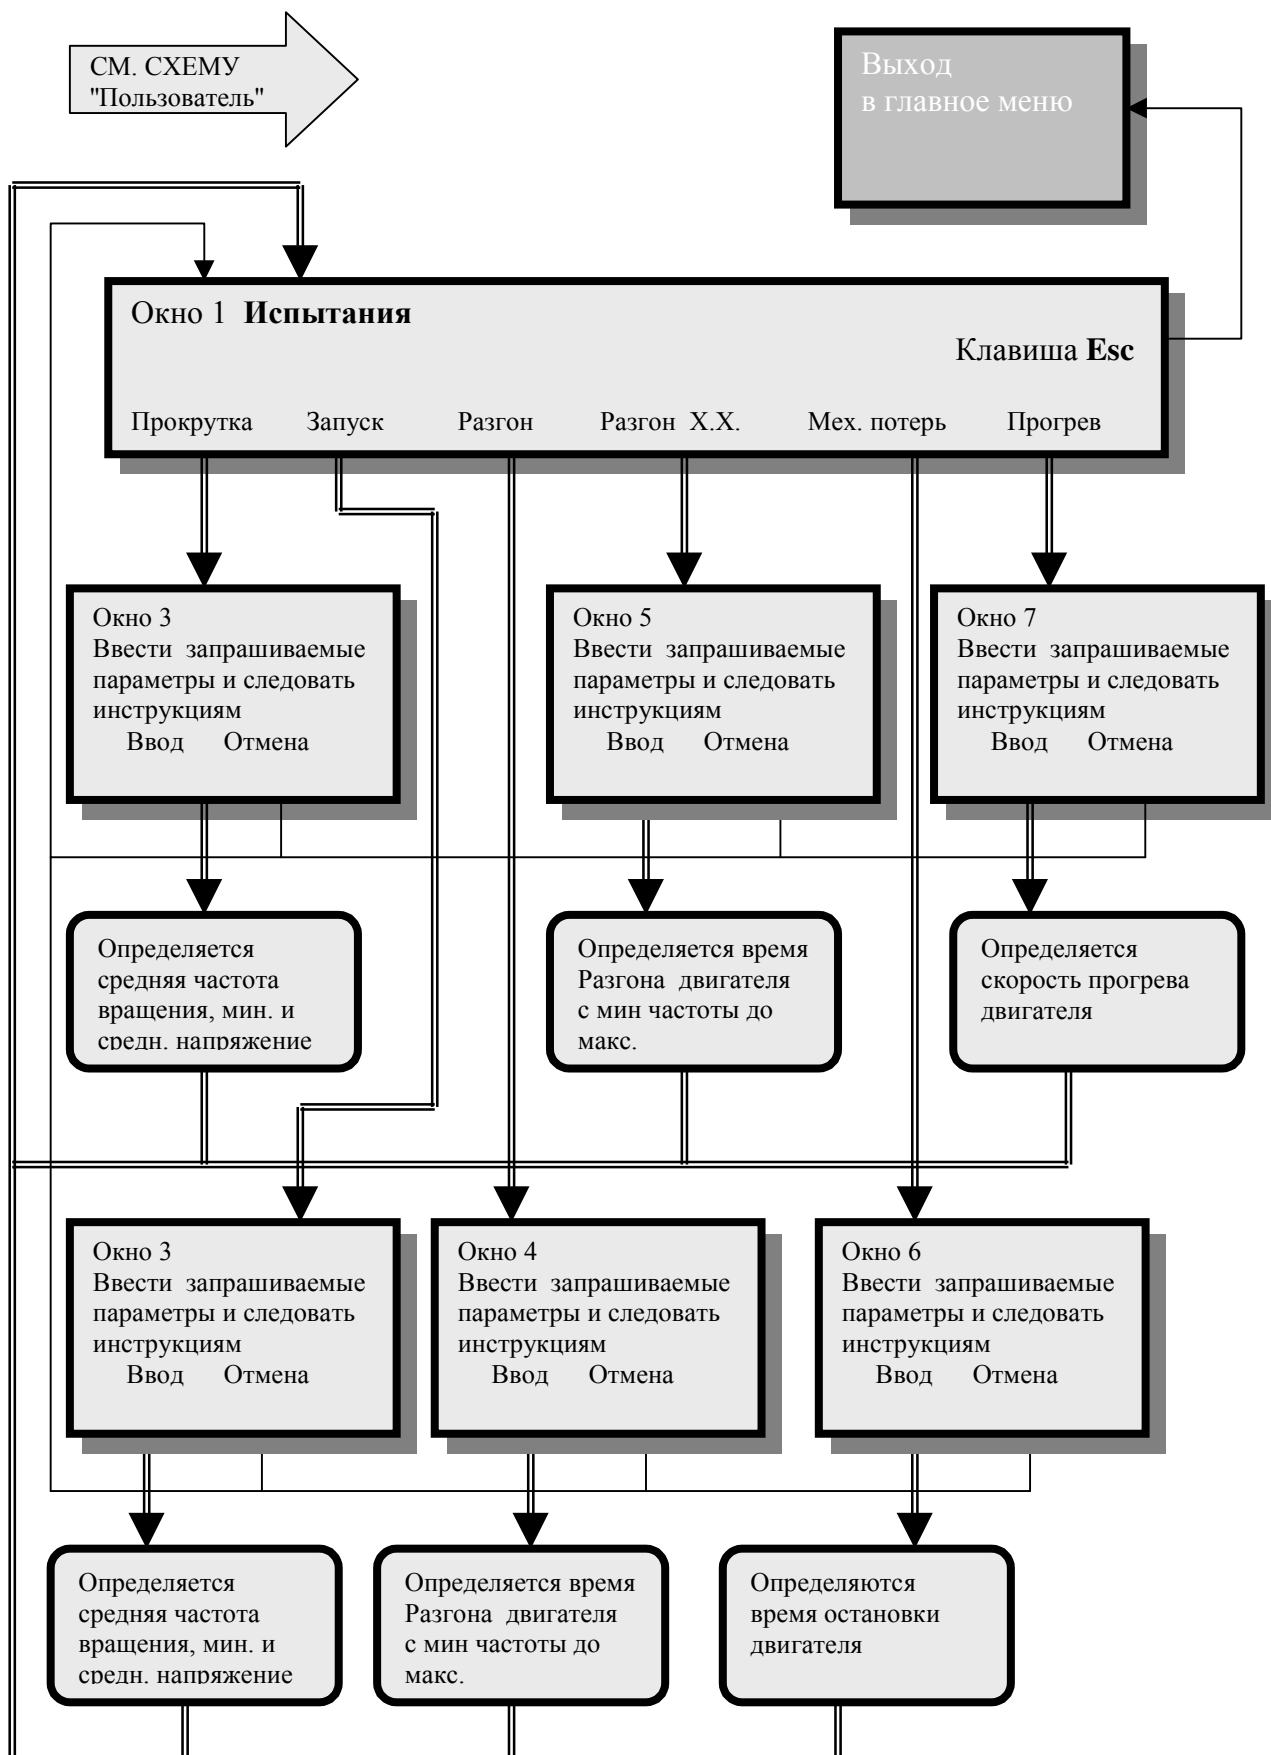 СМ. СХЕМУ
"Пользователь"
Выход
в главное меню
Окно 1 Испытания
Клавиша Esc
Прокрутка Запуск Разгон Разгон Х.Х. Мех. потерь Прогрев
Окно 3
Ввести запрашиваемые
параметры и следовать
инструкциям
Ввод Отмена
Окно 5
Ввести запрашиваемые
параметры и следовать
инструкциям
Ввод Отмена
Окно 7
Ввести запрашиваемые
параметры и следовать
инструкциям
Ввод Отмена
Определяется
средняя частота
вращения, мин. и
средн. напряжение
Определяется время
Разгона двигателя
с мин частоты до
макс.
Определяется
скорость прогрева
двигателя
Окно 3
Ввести запрашиваемые
параметры и следовать
инструкциям
Ввод Отмена
Окно 4
Ввести запрашиваемые
параметры и следовать
инструкциям
Ввод Отмена
Окно 6
Ввести запрашиваемые
параметры и следовать
инструкциям
Ввод Отмена
Определяется
средняя частота
вращения, мин. и
средн. напряжение
Определяется время
Разгона двигателя
с мин частоты до
макс.
Определяются
время остановки
двигателя